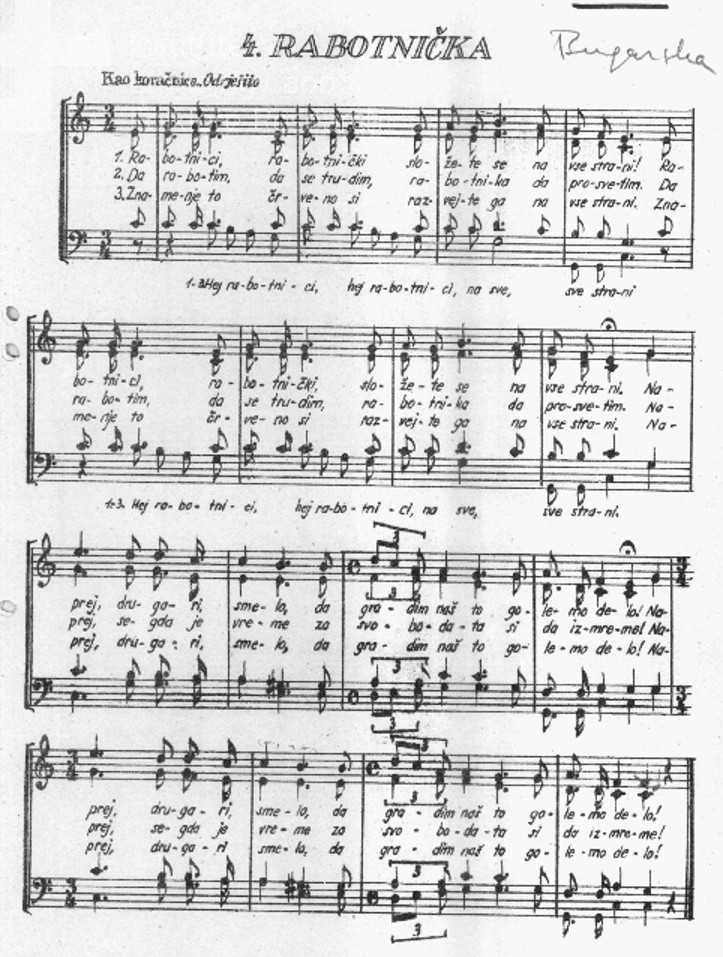 4. RABOTNIČKA
Bugarska
Kao koračnica. Odsječito
1. Ra- bo-tni-ci, ra- bo-tni-čki slo- že-te se na vse stra-ni! Ra-
2. Da ra-bo-tim, da se tru-dim, ra- bo-tni-ka da pro-sve-tim. Da
3. Zna- me-nje to čr- ve-no si raz- vej-te ga na vse stra-ni. Zna-
1-3. Hej ra-bo-tni-ci, hej ra-bo-tni-ci, na sve, sve stra-ni
bo-tni-ci, ra- bo-tni-čki, slo- že-te se na vse stra-ni. Na-
ra-bo-tim, da se tru-dim, ra- bo-tni-ka da pro-sve-tim. Na-
me-nje to čr- ve-no si raz- vej-te ga na vse stra-ni. Na-
1-3. Hej ra-bo-tni-ci, hej ra-bo-tni-ci, na sve, sve stra-ni.
3
prej, dru-ga-ri, sme-lo, da gra-dim naš to go- le-mo de-lo! Na-
prej, se-gda je vre-me za svo-bo-da-ta si da iz-mre-me! Na-
prej, dru-ga-ri, sme-lo, da gra-dim naš to go- le-mo de-lo! Na-
3
3
3
prej, dru-ga-ri, sme-lo, da gra-dim naš to go- le-mo de-lo!
prej, se-gda je vre-me za svo-bo-da-ta si da iz-mre-me!
prej, dru-ga-ri sme-lo, da gra-dim naš to go- le-mo de-lo!
3
3